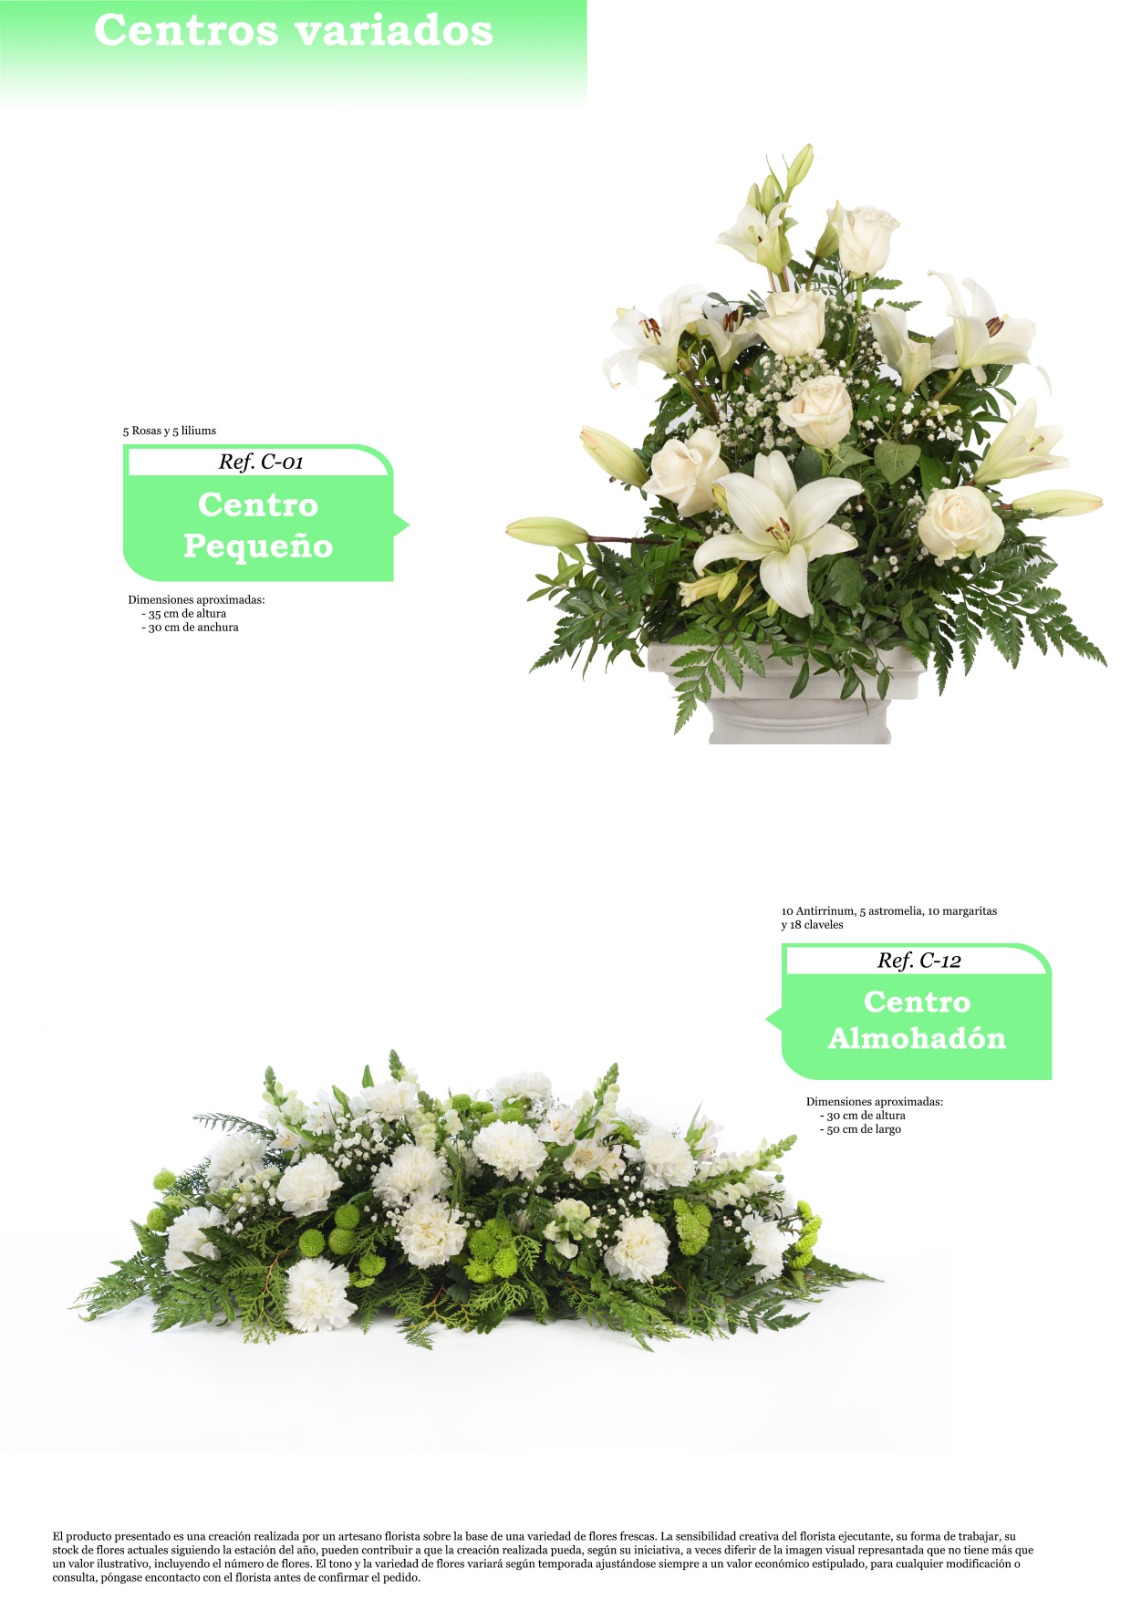 Centros variados
5 Rosas y 5 liliums
Ref. C-01
Centro
Pequeño
Dimensiones aproximadas:
- 35 cm de altura
- 30 cm de anchura
10 Antirrinum, 5 astromelia, 10 margaritas
y 18 claveles
Ref. C-12
Centro
Almohadón
Dimensiones aproximadas:
- 30 cm de altura
- 50 cm de largo
El producto presentado es una creación realizada por un artesano florista sobre la base de una variedad de flores frescas. La sensibilidad creativa del florista ejecutante, su forma de trabajar, su
stock de flores actuales siguiendo la estación del año, pueden contribuir a que la creación realizada pueda, según su iniciativa, a veces diferir de la imagen visual represantada que no tiene más que
un valor ilustrativo, incluyendo el número de flores. El tono y la variedad de flores variará según temporada ajustándose siempre a un valor económico estipulado, para cualquier modificación o
consulta, póngase encontacto con el florista antes de confirmar el pedido.